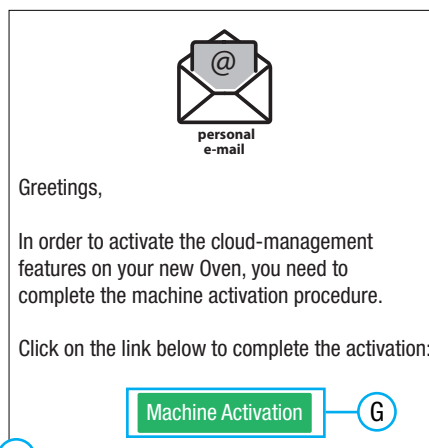 @
personal
e-mail
Greetings,
In order to activate the cloud-management
features on your new Oven, you need to
complete the machine activation procedure.
Click on the link below to complete the activation:
Machine Activation
G